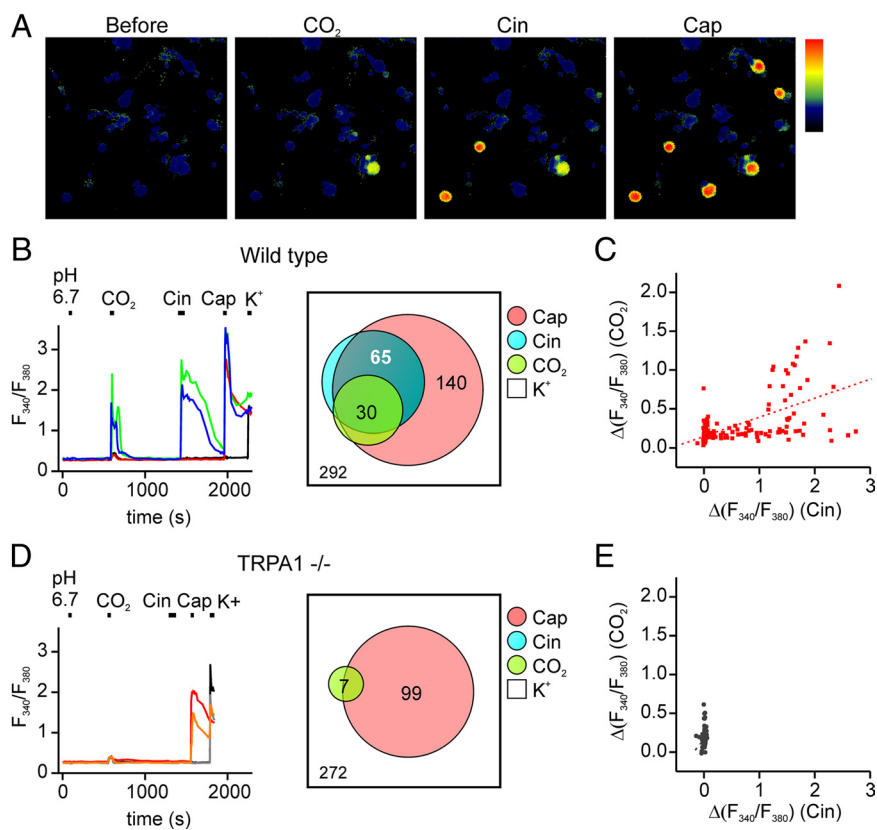 A
Before
CO2
Cin
Cap
B
Wild type
C
pH
6.7
CO2
Cin
Cap
K+
3
2
1
0
F340/F380
0
1000
2000
time (s)
65
140
30
292
Cap
Cin
CO2
K+
2.0
1.5
1.0
0.5
0.0
Δ(F340/F380) (CO2)
0
1
2
3
Δ(F340/F380) (Cin)
D
TRPA1 -/-
E
pH
6.7
CO2
Cin
Cap
K+
3
2
1
0
F340/F380
0
1000
2000
time (s)
7
99
272
Cap
Cin
CO2
K+
2.0
1.5
1.0
0.5
0.0
Δ(F340/F380) (CO2)
0
1
2
3
Δ(F340/F380) (Cin)